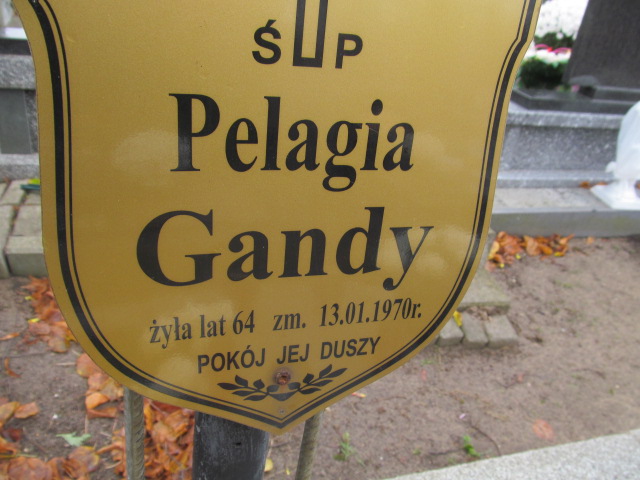 Ś P
Pelagia
Gandy
żyła lat 64 zm. 13.01.1970r.
POKÓJ JEJ DUSZY